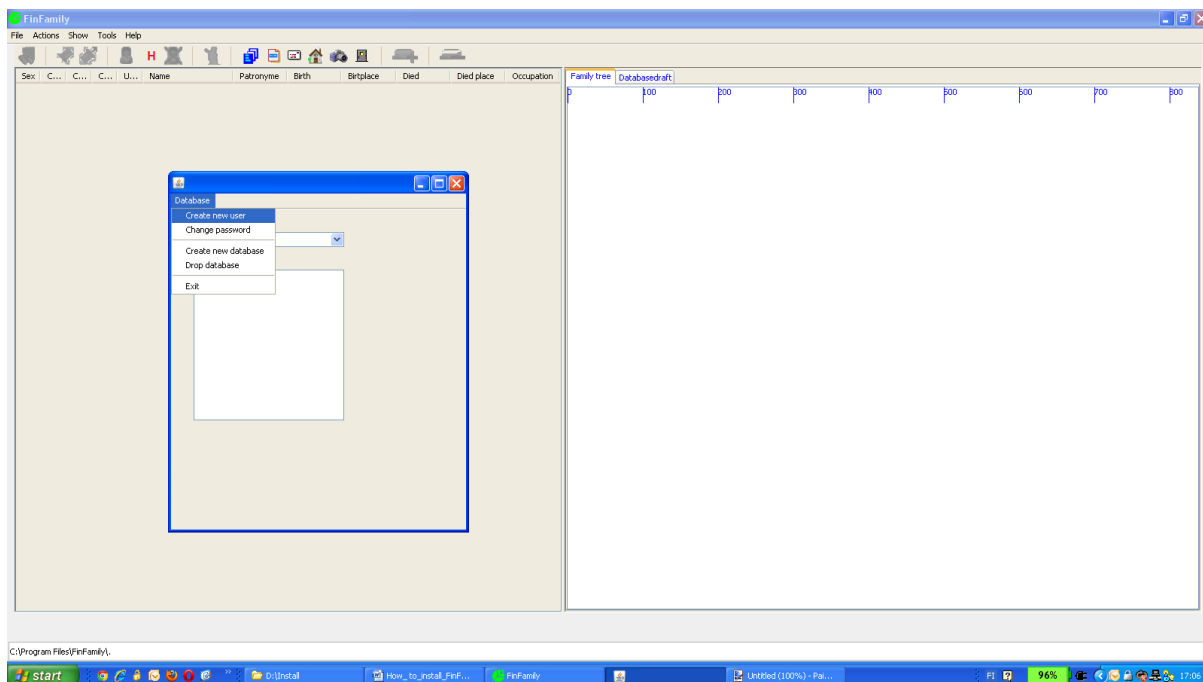 FinFamily
File Actions Show Tools Help
H
Sex C... C... C... U... Name Patronyme Birth Birtplace Died Died place Occupation
Family tree Databasedraft
0 100 200 300 400 500 600 700 800
Database
Create new user
Change password
Create new database
Drop database
Exit
C:\Program Files\FinFamily\.
start D:\Install How_to_install_FinF... FinFamily Untitled (100%) - Pai... FI 96% 17:05